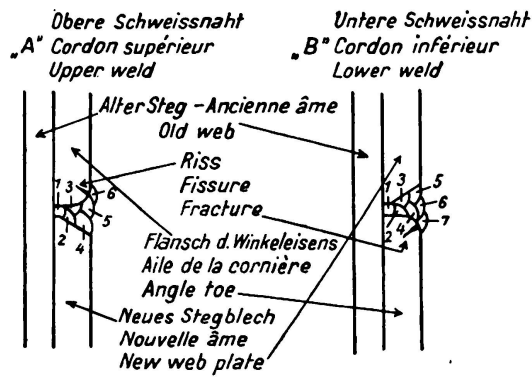 Obere Schweissnaht
„A" Cordon supérieur
Upper weld
Untere Schweissnaht
„B" Cordon inférieur
Lower weld
Alter Steg - Ancienne âme
Old web
Riss
Fissure
Fracture
Flansch d. Winkeleisens
Aile de la cornière
Angle toe
Neues Stegblech
Nouvelle âme
New web plate
1 3 6
5
2 4
1 3 5
6
2 4 7